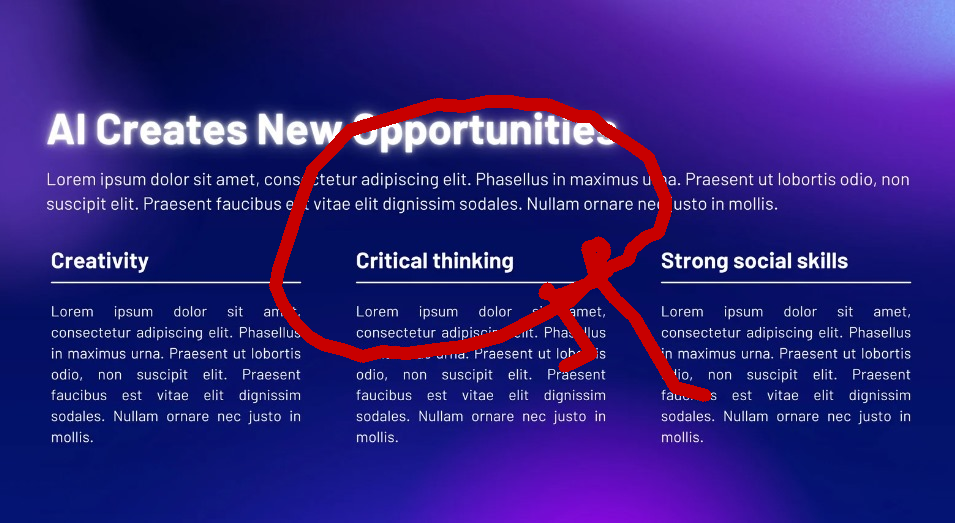 AI Creates New Opportunities
Lorem ipsum dolor sit amet, consectetur adipiscing elit. Phasellus in maximus urna. Praesent ut lobortis odio, non
suscipit elit. Praesent faucibus est vitae elit dignissim sodales. Nullam ornare nec justo in mollis.
Creativity
Lorem ipsum dolor sit amet,
consectetur adipiscing elit. Phasellus
in maximus urna. Praesent ut lobortis
odio, non suscipit elit. Praesent
faucibus est vitae elit dignissim
sodales. Nullam ornare nec justo in
mollis.
Critical thinking
Lorem ipsum dolor sit amet,
consectetur adipiscing elit. Phasellus
in maximus urna. Praesent ut lobortis
odio, non suscipit elit. Praesent
faucibus est vitae elit dignissim
sodales. Nullam ornare nec justo in
mollis.
Strong social skills
Lorem ipsum dolor sit amet,
consectetur adipiscing elit. Phasellus
in maximus urna. Praesent ut lobortis
odio, non suscipit elit. Praesent
faucibus est vitae elit dignissim
sodales. Nullam ornare nec justo in
mollis.